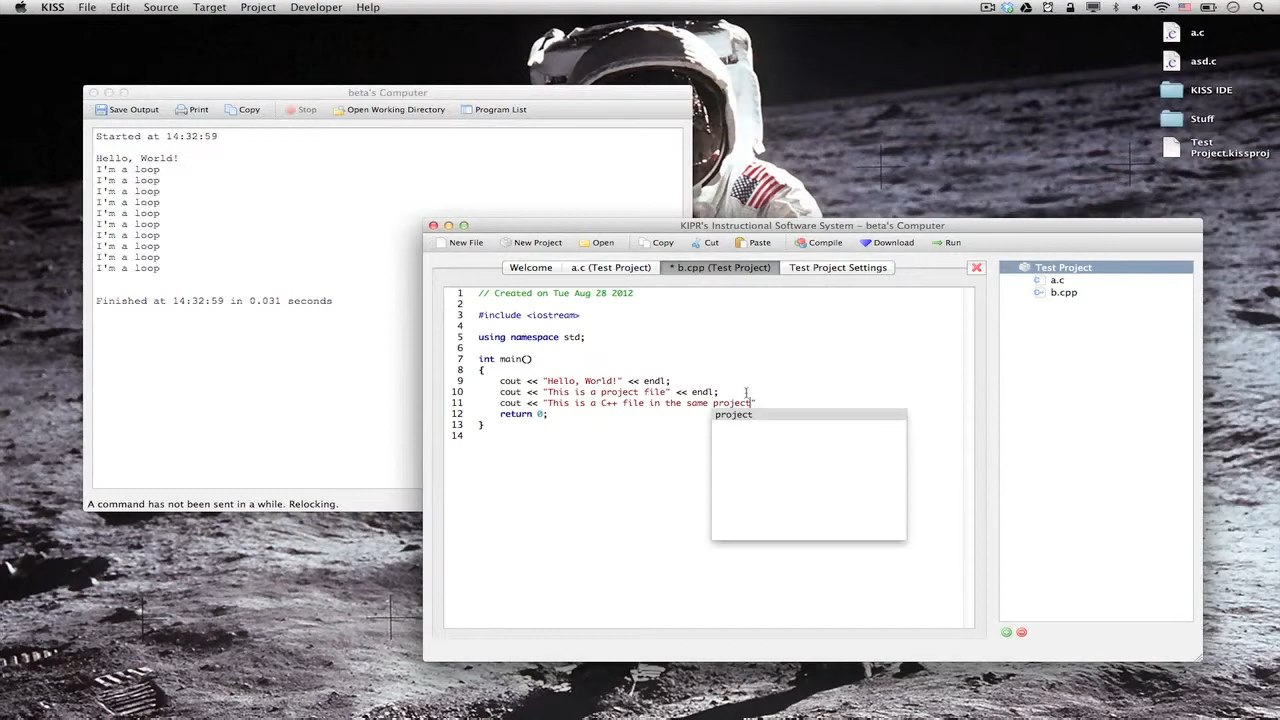 KISS File Edit Source Target Project Developer Help
a.c
asd.c
KISS IDE
Stuff
Test
Project.kissproj
beta's Computer
Save Output Print Copy Stop Open Working Directory Program List
Started at 14:32:59
Hello, World!
I'm a loop
I'm a loop
I'm a loop
I'm a loop
I'm a loop
I'm a loop
I'm a loop
I'm a loop
I'm a loop
I'm a loop
Finished at 14:32:59 in 0.031 seconds
A command has not been sent in a while. Relocking.
KIPR's Instructional Software System – beta's Computer
New File New Project Open Copy Cut Paste Compile Download Run
Welcome a.c (Test Project) * b.cpp (Test Project) Test Project Settings
1 // Created on Tue Aug 28 2012
2
3 #include <iostream>
4
5 using namespace std;
6
7 int main()
8 {
9 cout << "Hello, World!" << endl;
10 cout << "This is a project file" << endl;
11 cout << "This is a C++ file in the same project"
12 return 0;
13 }
14
project
Test Project
a.c
b.cpp